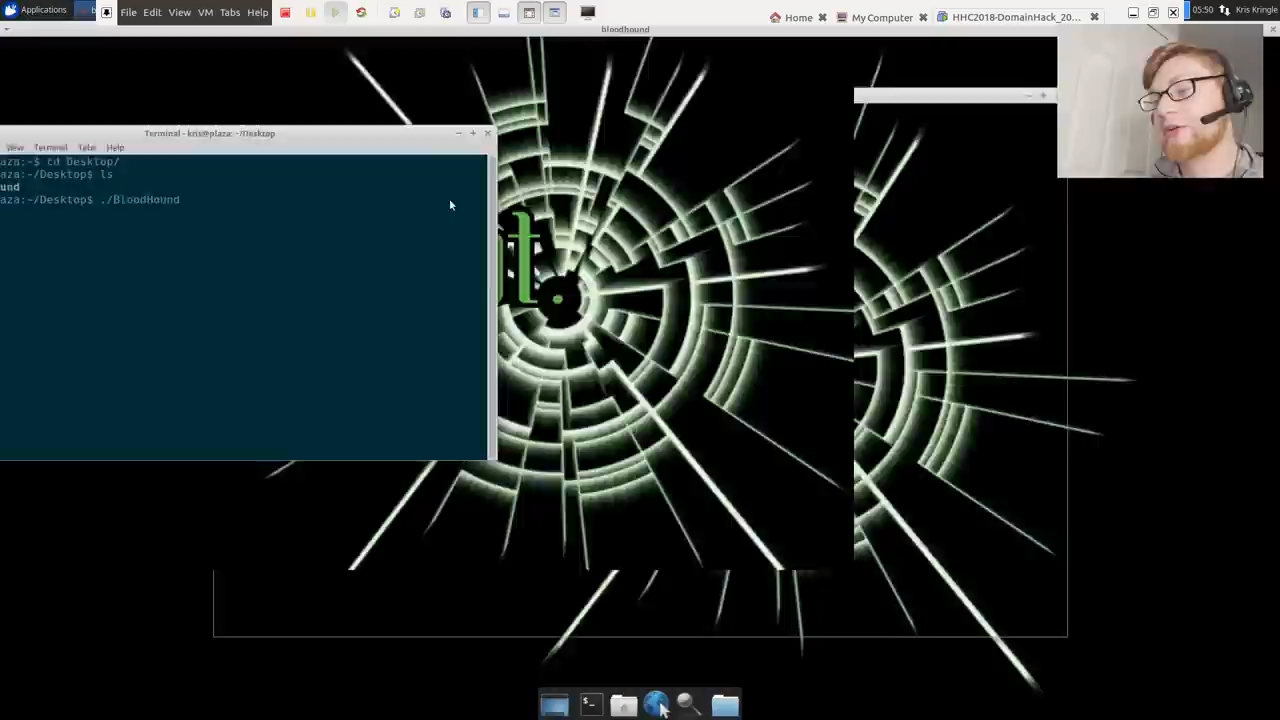 Applications
b
File Edit View VM Tabs Help
Home
My Computer
HHC2018-DomainHack_20...
05:50
Kris Kringle
bloodhound
Terminal - kris@plaza: ~/Desktop
View Terminal Tabs Help
aza:~$ cd Desktop/
aza:~/Desktop$ ls
und
aza:~/Desktop$ ./BloodHound
t.